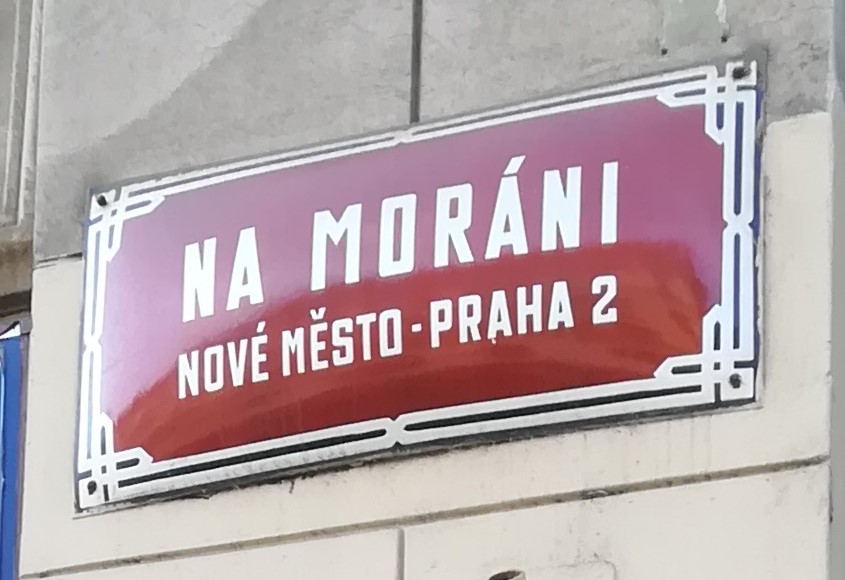 NA MORÁNI
NOVÉ MĚSTO - PRAHA 2